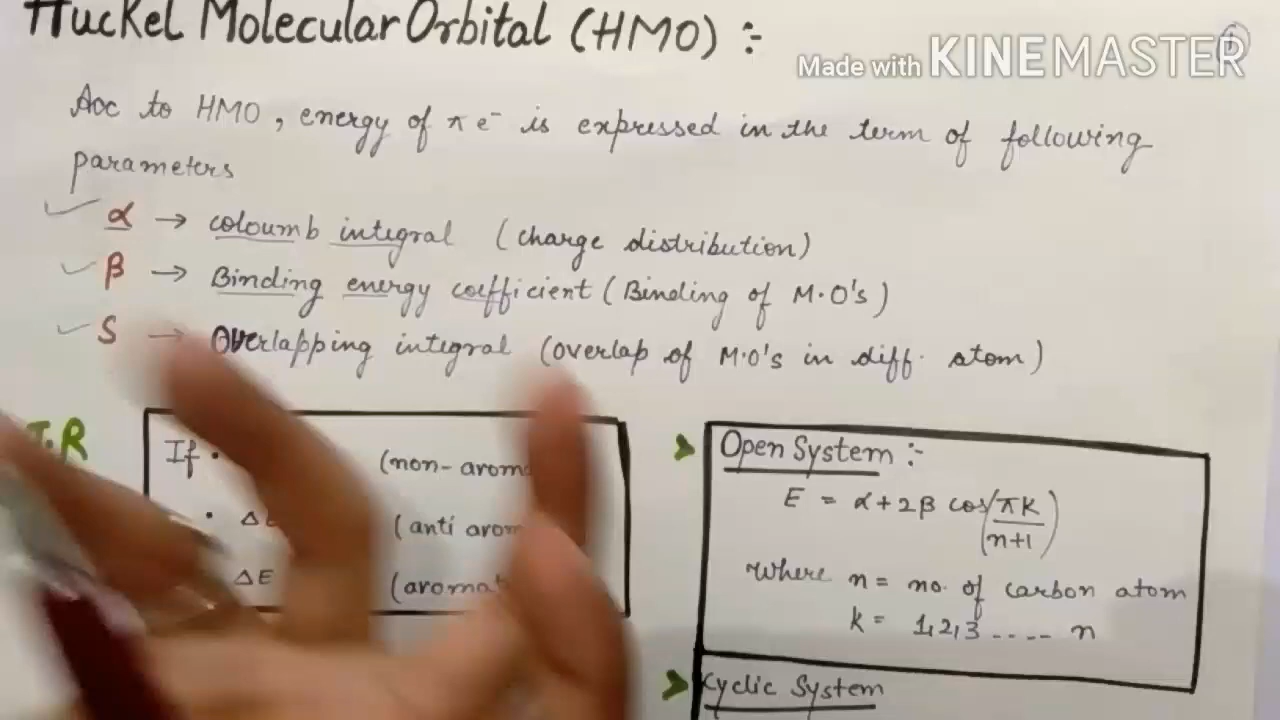 Huckel Molecular Orbital (HMO) :-
Made with KINEMASTER
Acc to HMO, energy of π e⁻ is expressed in the term of following
parameters
α → coloumb integral (charge distribution)
β → Binding energy coefficient (Binding of M.O's)
S → Overlapping integral (overlap of M.O's in diff. atom)
If • (non-arom
• Δ (anti arom
ΔE (aroma
Open System :-
E = α + 2β cos(πk/n+1)
where n = no. of carbon atom
k = 1,2,3 ---- n
Cyclic System